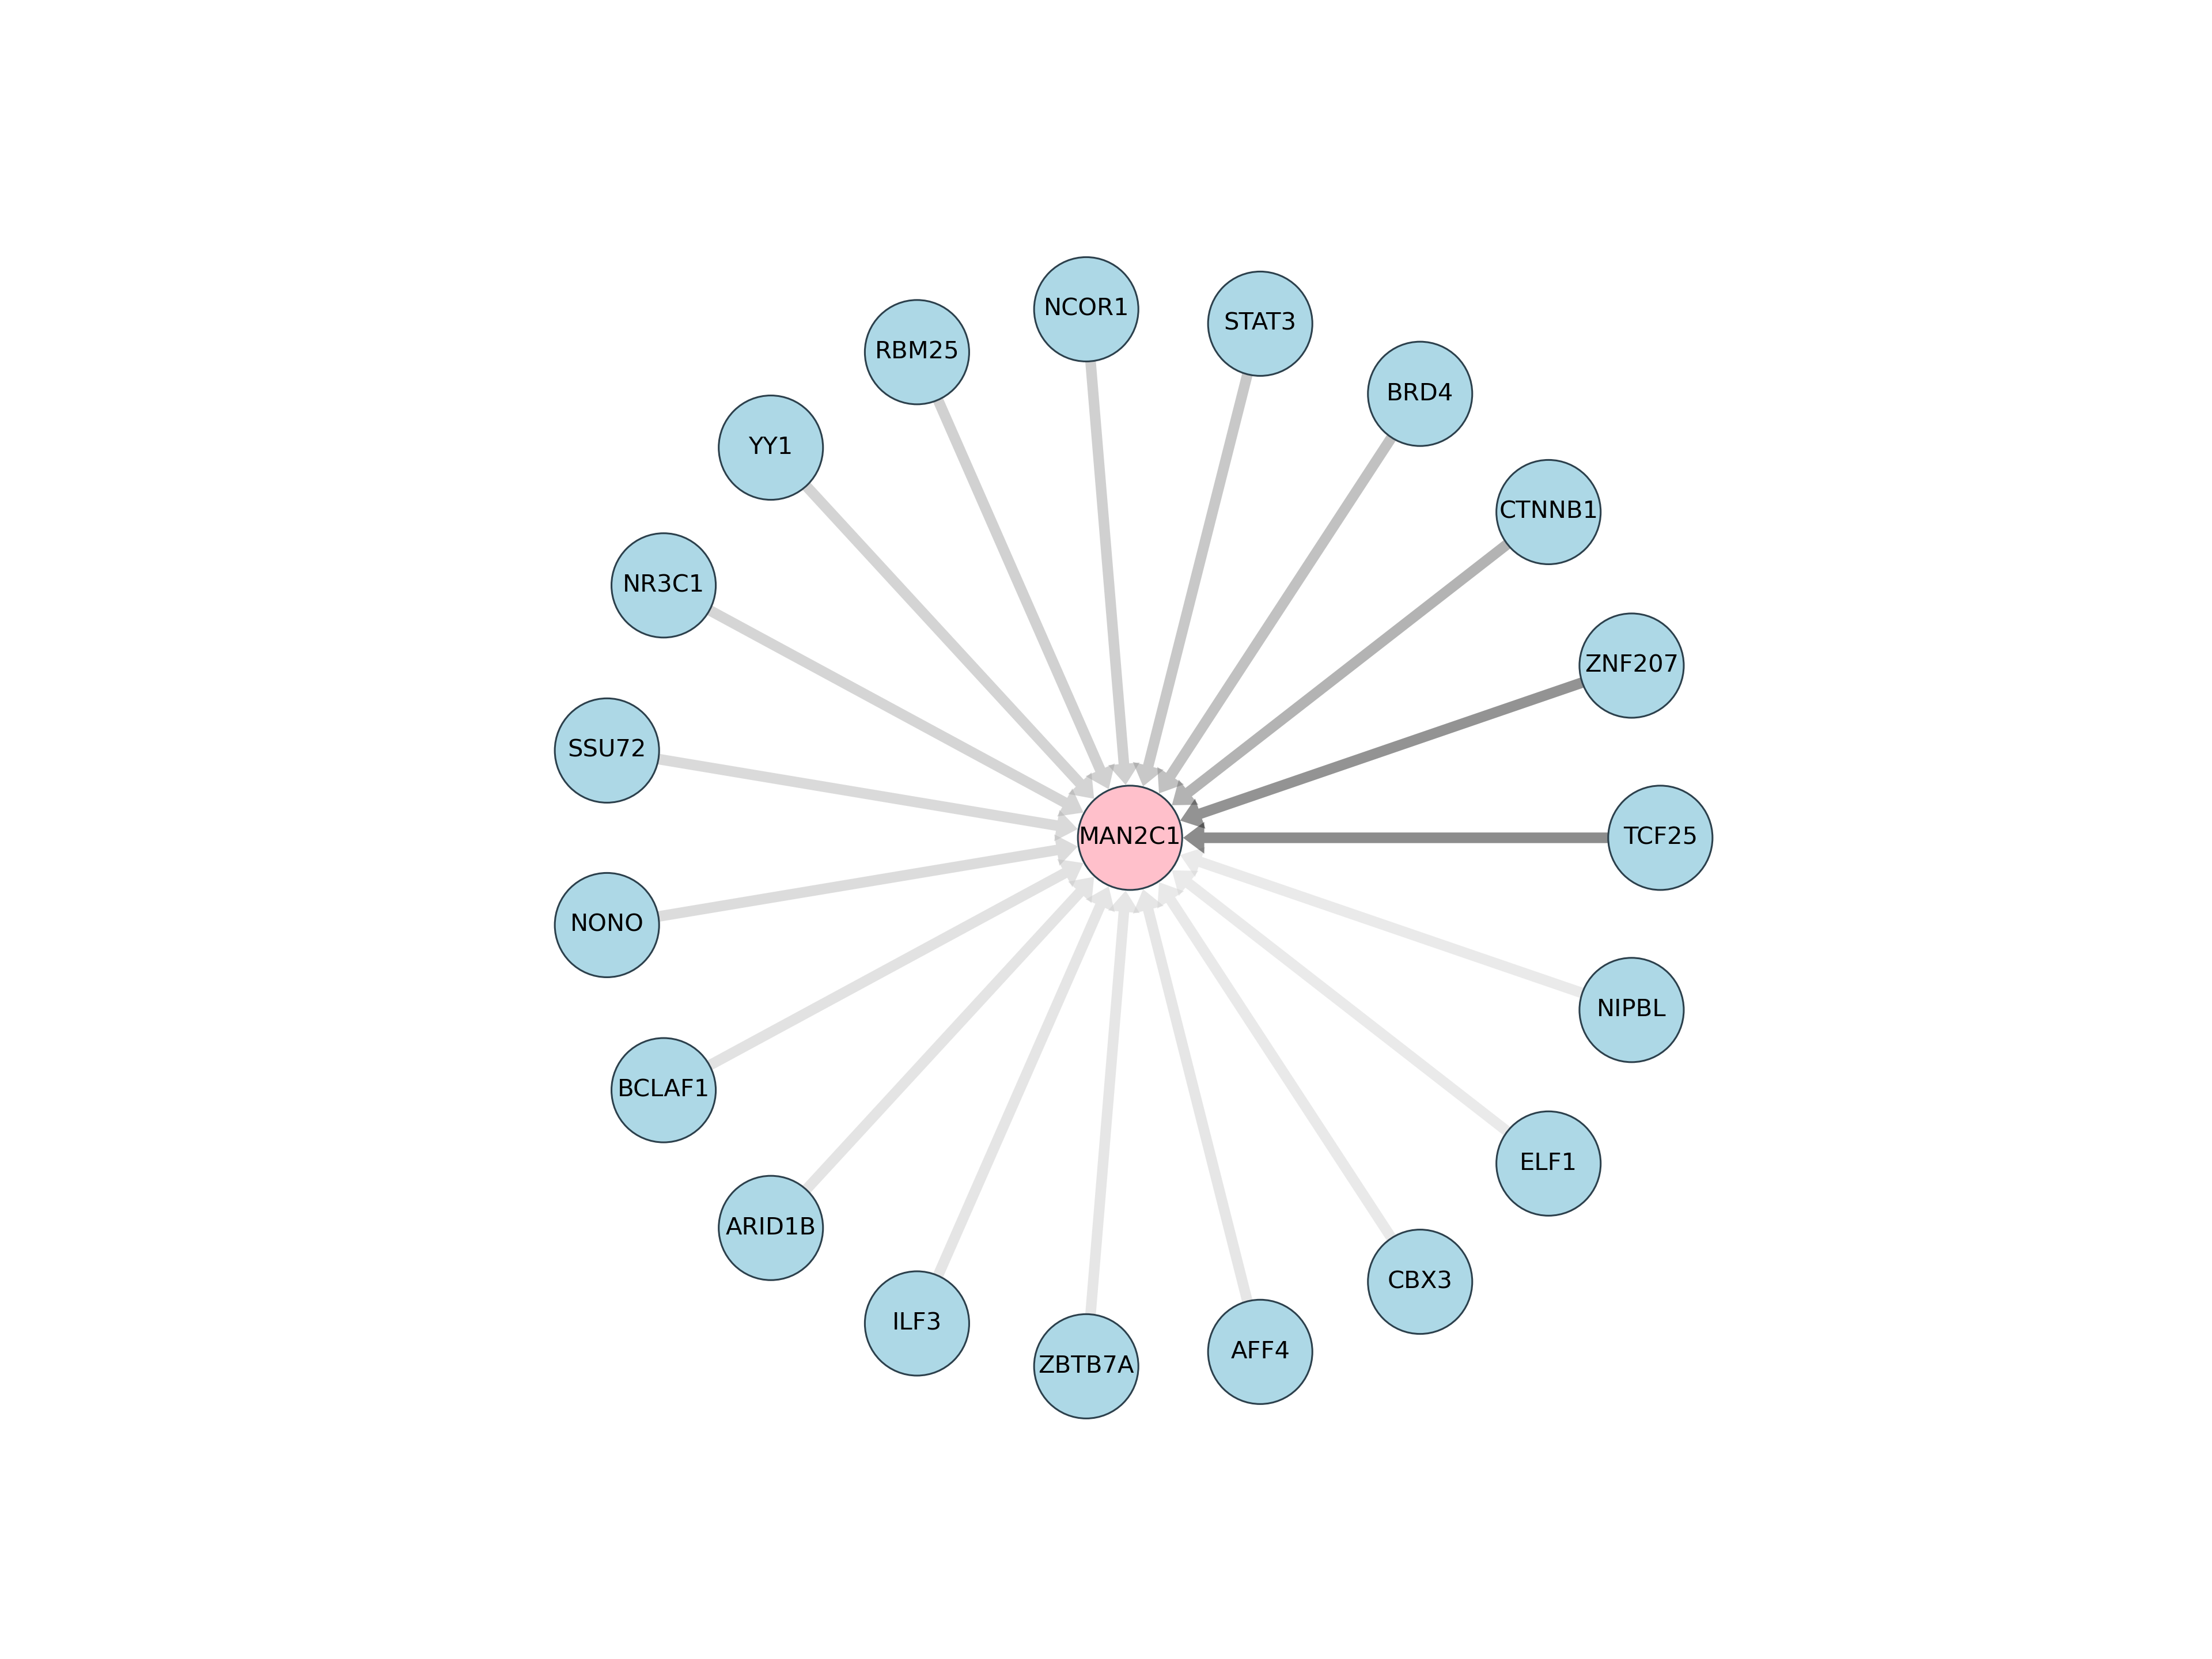 NCOR1
STAT3
RBM25
BRD4
YY1
CTNNB1
NR3C1
ZNF207
SSU72
MAN2C1
TCF25
NONO
NIPBL
BCLAF1
ELF1
ARID1B
CBX3
ILF3
AFF4
ZBTB7A